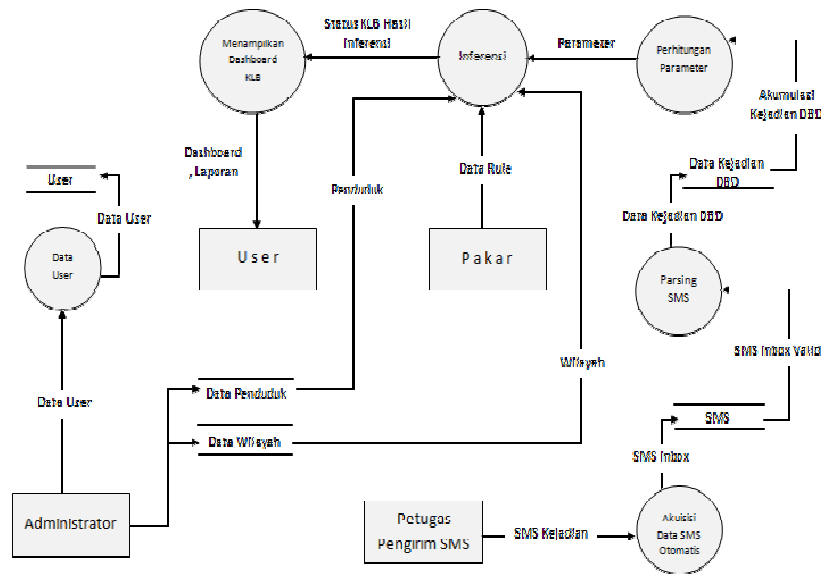 Status KLB Hasil
Inferensi
Menampikan
Dashboard
KLB
Inferensi
Parameter
Perhitungan
Parameter
Akumulasi
Kejadian DBD
Dashboard
, Laporan
Penduduk
Data Rule
Data Kejadian
DBD
User
Data User
Data Kejadian DBD
Data
User
User
Pakar
Parsing
SMS
SMS Inbox Valid
Wilayah
Data User
Data Penduduk
SMS
Data Wilayah
SMS Inbox
Administrator
Petugas
Pengirim SMS
SMS Kejadian
Akuisisi
Data SMS
Otomatis